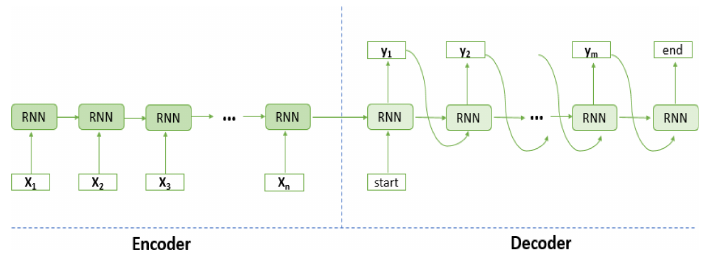 y₁ y₂ yₘ end
RNN RNN RNN ... RNN RNN RNN ... RNN RNN
X₁ X₂ X₃ Xₙ start
Encoder Decoder